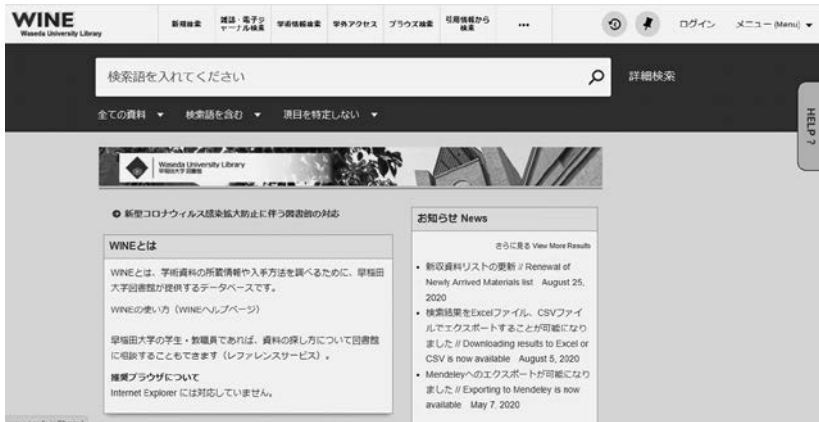 WINE
Waseda University Library
新規検索
雑誌・電子ジ
ャーナル検索
学術情報検索
学外アクセス
ブラウズ検索
引用情報から
検索
•••
ログイン
メニュー (Menu) ▼
検索語を入れてください
詳細検索
全ての資料 ▼
検索語を含む ▼
項目を特定しない ▼
HELP ?
Waseda University Library
早稲田大学図書館
新型コロナウィルス感染拡大防止に伴う図書館の対応
WINEとは
WINEとは、学術資料の所蔵情報や入手方法を調べるために、早稲田
大学図書館が提供するデータベースです。
WINEの使い方（WINEヘルプページ）
早稲田大学の学生・教職員であれば、資料の探し方について図書館
に相談することもできます（レファレンスサービス）。
推奨ブラウザについて
Internet Explorer には対応していません。
お知らせ News
さらに見る View More Results
• 新収資料リストの更新 // Renewal of
Newly Arrived Materials list August 25,
2020
• 検索結果をExcelファイル、CSVファイ
ルでエクスポートすることが可能になり
ました // Downloading results to Excel or
CSV is now available August 5, 2020
• Mendeleyへのエクスポートが可能になり
ました // Exporting to Mendeley is now
available May 7, 2020